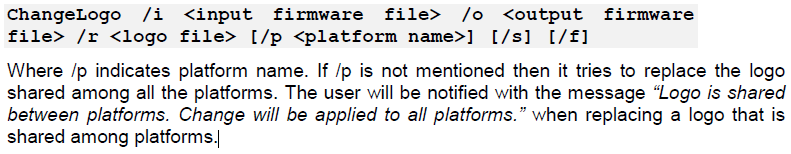 ChangeLogo /i <input firmware file> /o <output firmware
file> /r <logo file> [/p <platform name>] [/s] [/f]
Where /p indicates platform name. If /p is not mentioned then it tries to replace the logo
shared among all the platforms. The user will be notified with the message “Logo is shared
between platforms. Change will be applied to all platforms.” when replacing a logo that is
shared among platforms.